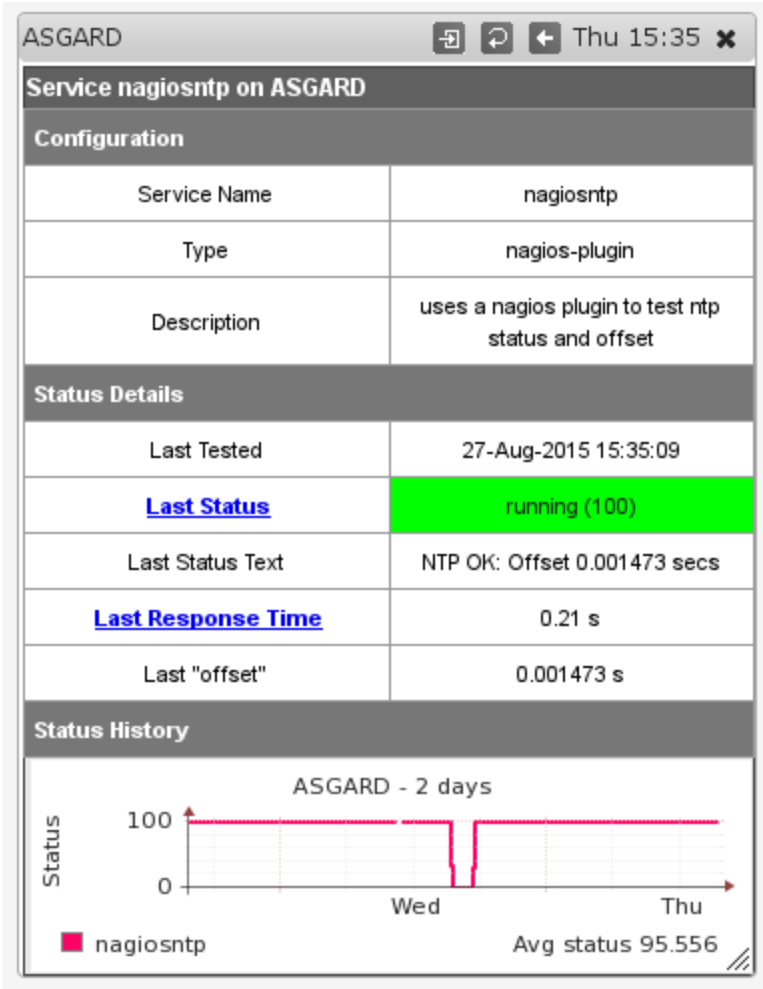 ASGARD Thu 15:35
Service nagiosntp on ASGARD
Configuration
Service Name nagiosntp
Type nagios-plugin
Description uses a nagios plugin to test ntp
status and offset
Status Details
Last Tested 27-Aug-2015 15:35:09
Last Status running (100)
Last Status Text NTP OK: Offset 0.001473 secs
Last Response Time 0.21 s
Last "offset" 0.001473 s
Status History
ASGARD - 2 days
Status
100
0
Wed Thu
nagiosntp Avg status 95.556